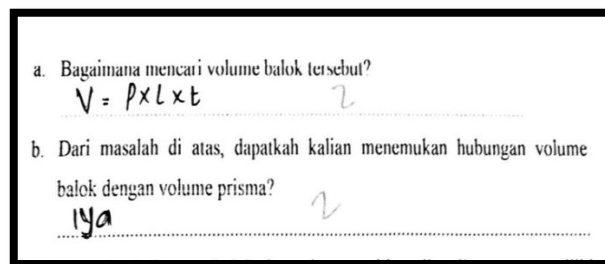 a. Bagaimana mencari volume balok tersebut?
V = P x L x t 2
b. Dari masalah di atas, dapatkah kalian menemukan hubungan volume
balok dengan volume prisma?
Iya 2